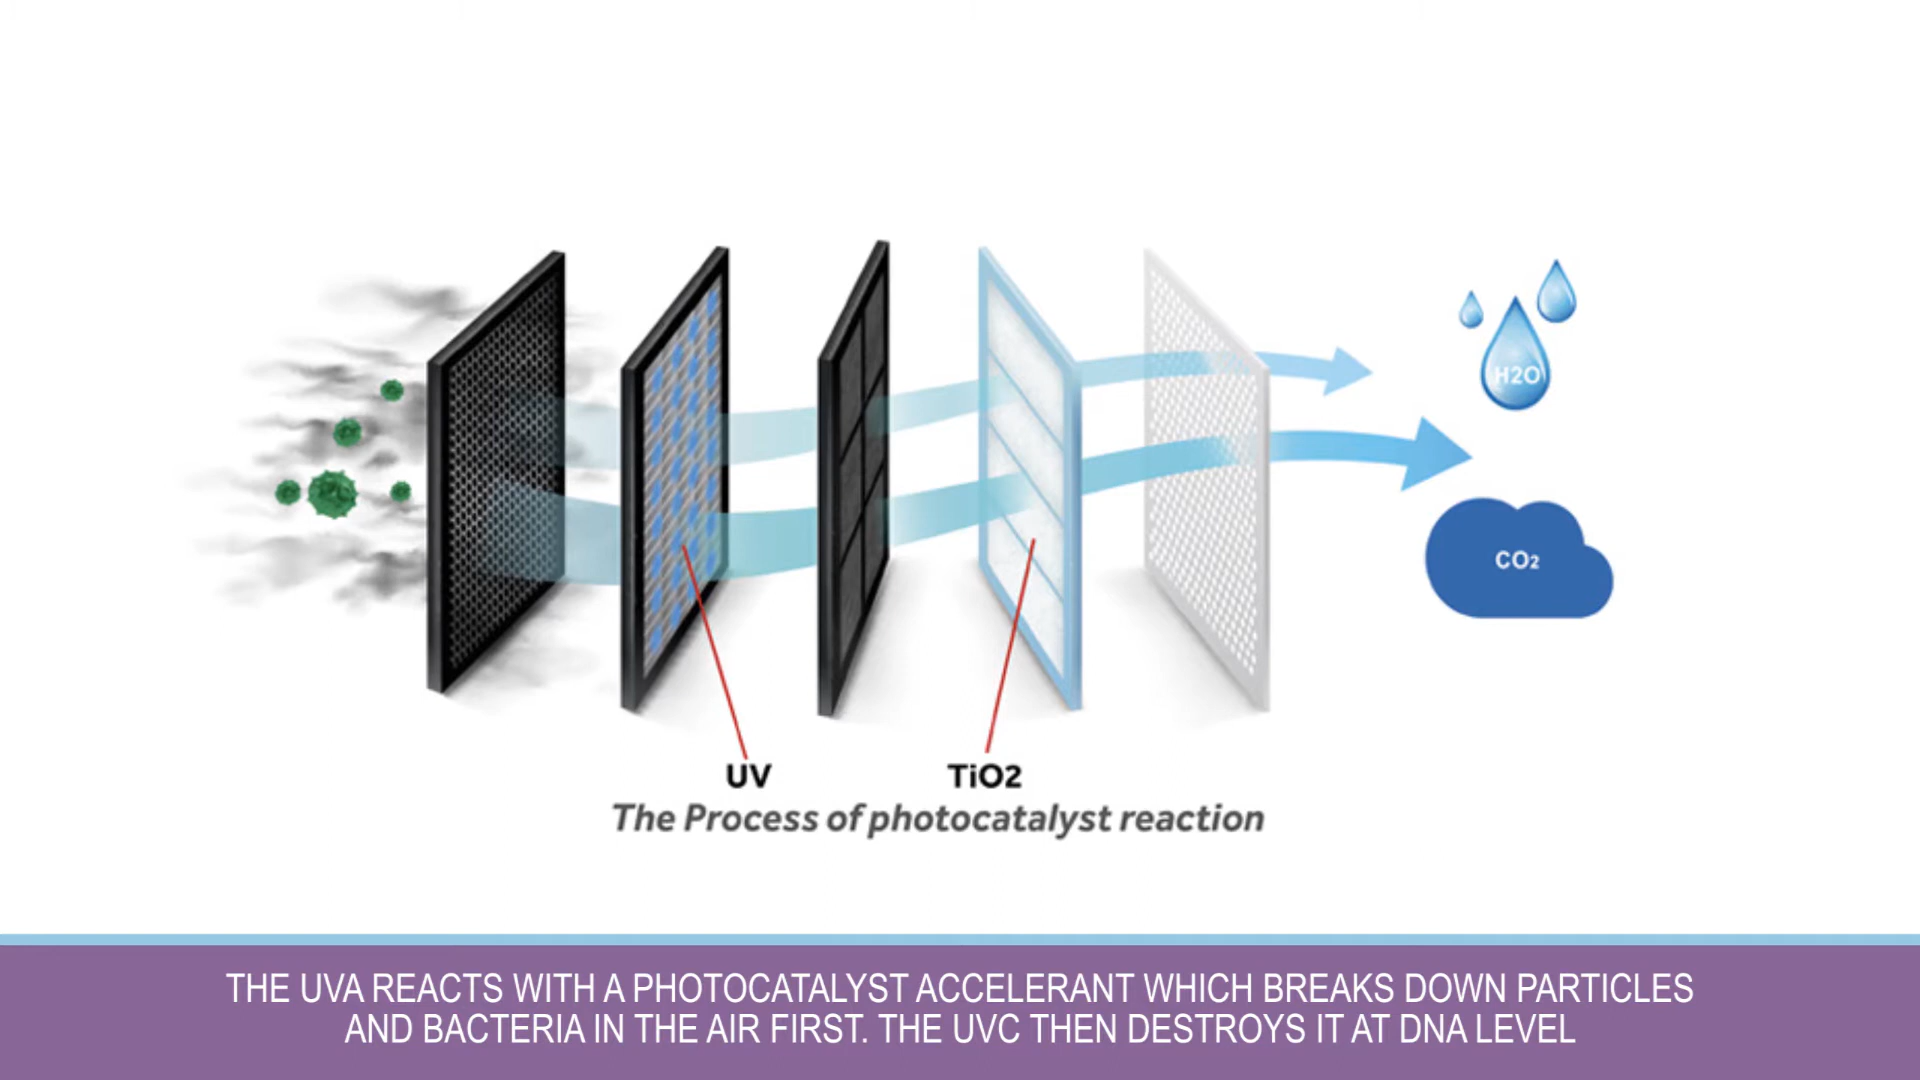 H2O
CO2
UV
TiO2
The Process of photocatalyst reaction
THE UVA REACTS WITH A PHOTOCATALYST ACCELERANT WHICH BREAKS DOWN PARTICLES
AND BACTERIA IN THE AIR FIRST. THE UVC THEN DESTROYS IT AT DNA LEVEL